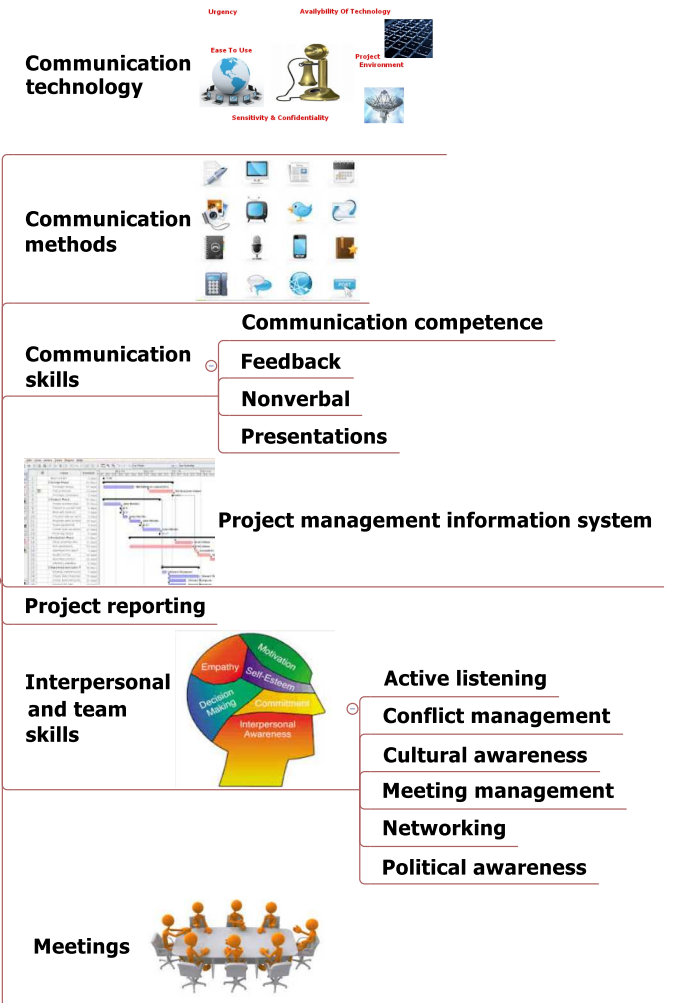 Urgency
Availybility Of Technology
Ease To Use
Project
Environment
Communication
technology
Sensitivity & Confidentiality
Communication
methods
Communication competence
Communication
skills
Feedback
Nonverbal
Presentations
Project management information system
Project reporting
Motivation
Empathy
Self-Esteem
Decision
Making
Commitment
Interpersonal
Awareness
Interpersonal
and team
skills
Active listening
Conflict management
Cultural awareness
Meeting management
Networking
Political awareness
Meetings